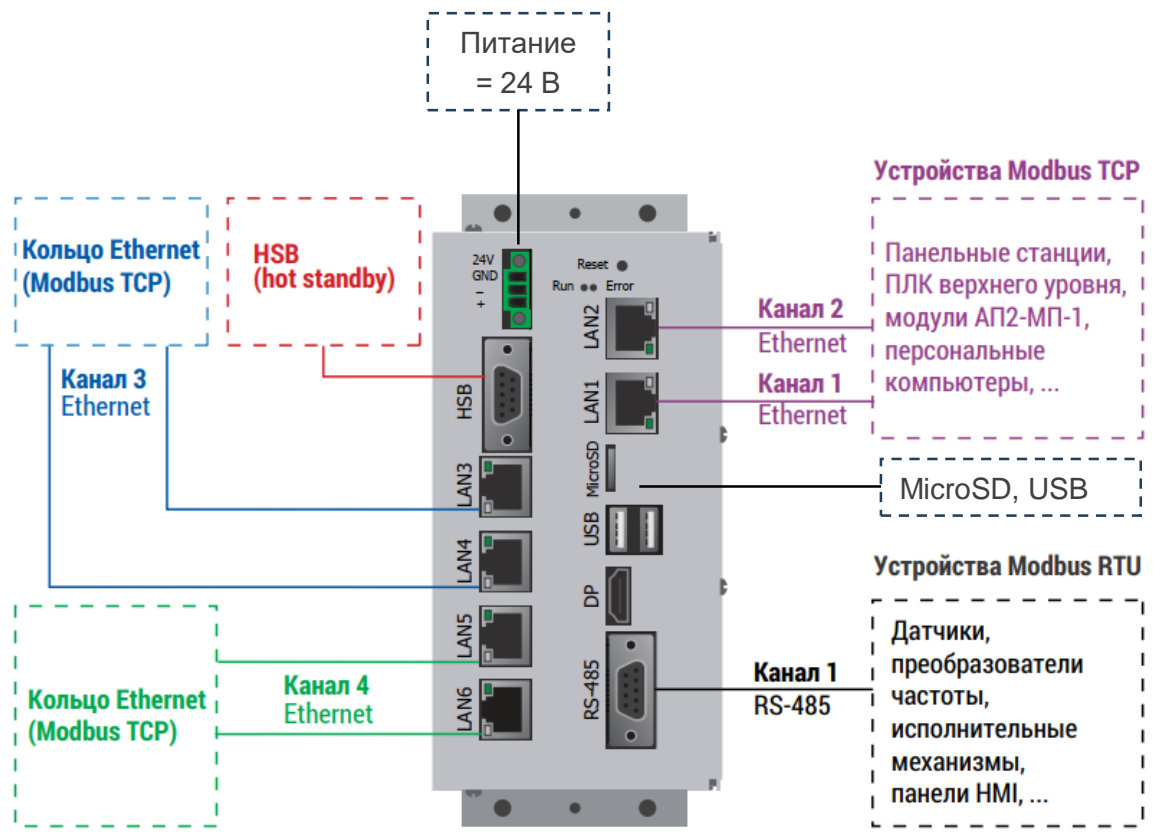 Питание
= 24 В
Устройства Modbus TCP
Кольцо Ethernet
(Modbus TCP)
HSB
(hot standby)
Панельные станции,
ПЛК верхнего уровня,
модули АП2-МП-1,
персональные
компьютеры, ...
24V
GND
–
+
Reset
Run
Error
LAN2
Канал 2
Ethernet
Канал 3
Ethernet
HSB
LAN1
Канал 1
Ethernet
LAN3
MicroSD
MicroSD, USB
USB
LAN4
DP
Устройства Modbus RTU
LAN5
Кольцо Ethernet
(Modbus TCP)
Канал 4
Ethernet
LAN6
RS-485
Канал 1
RS-485
Датчики,
преобразователи
частоты,
исполнительные
механизмы,
панели HMI, ...